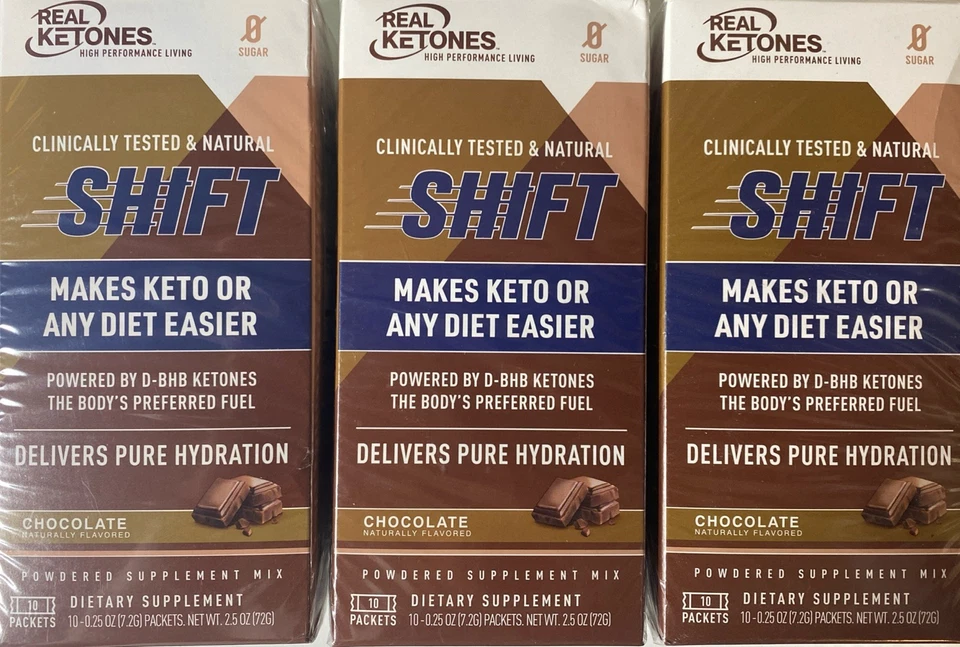 REAL
KETONES™
HIGH PERFORMANCE LIVING
0
SUGAR
CLINICALLY TESTED & NATURAL
SHIFT
MAKES KETO OR
ANY DIET EASIER
POWERED BY D-BHB KETONES
THE BODY'S PREFERRED FUEL
DELIVERS PURE HYDRATION
CHOCOLATE
NATURALLY FLAVORED
POWDERED SUPPLEMENT MIX
10
PACKETS
DIETARY SUPPLEMENT
10 - 0.25 OZ (7.2G) PACKETS. NET WT. 2.5 OZ (72G)
REAL
KETONES™
HIGH PERFORMANCE LIVING
0
SUGAR
CLINICALLY TESTED & NATURAL
SHIFT
MAKES KETO OR
ANY DIET EASIER
POWERED BY D-BHB KETONES
THE BODY'S PREFERRED FUEL
DELIVERS PURE HYDRATION
CHOCOLATE
NATURALLY FLAVORED
POWDERED SUPPLEMENT MIX
10
PACKETS
DIETARY SUPPLEMENT
10 - 0.25 OZ (7.2G) PACKETS. NET WT. 2.5 OZ (72G)
REAL
KETONES™
HIGH PERFORMANCE LIVING
0
SUGAR
CLINICALLY TESTED & NATURAL
SHIFT
MAKES KETO OR
ANY DIET EASIER
POWERED BY D-BHB KETONES
THE BODY'S PREFERRED FUEL
DELIVERS PURE HYDRATION
CHOCOLATE
NATURALLY FLAVORED
POWDERED SUPPLEMENT MIX
10
PACKETS
DIETARY SUPPLEMENT
10 - 0.25 OZ (7.2G) PACKETS. NET WT. 2.5 OZ (72G)